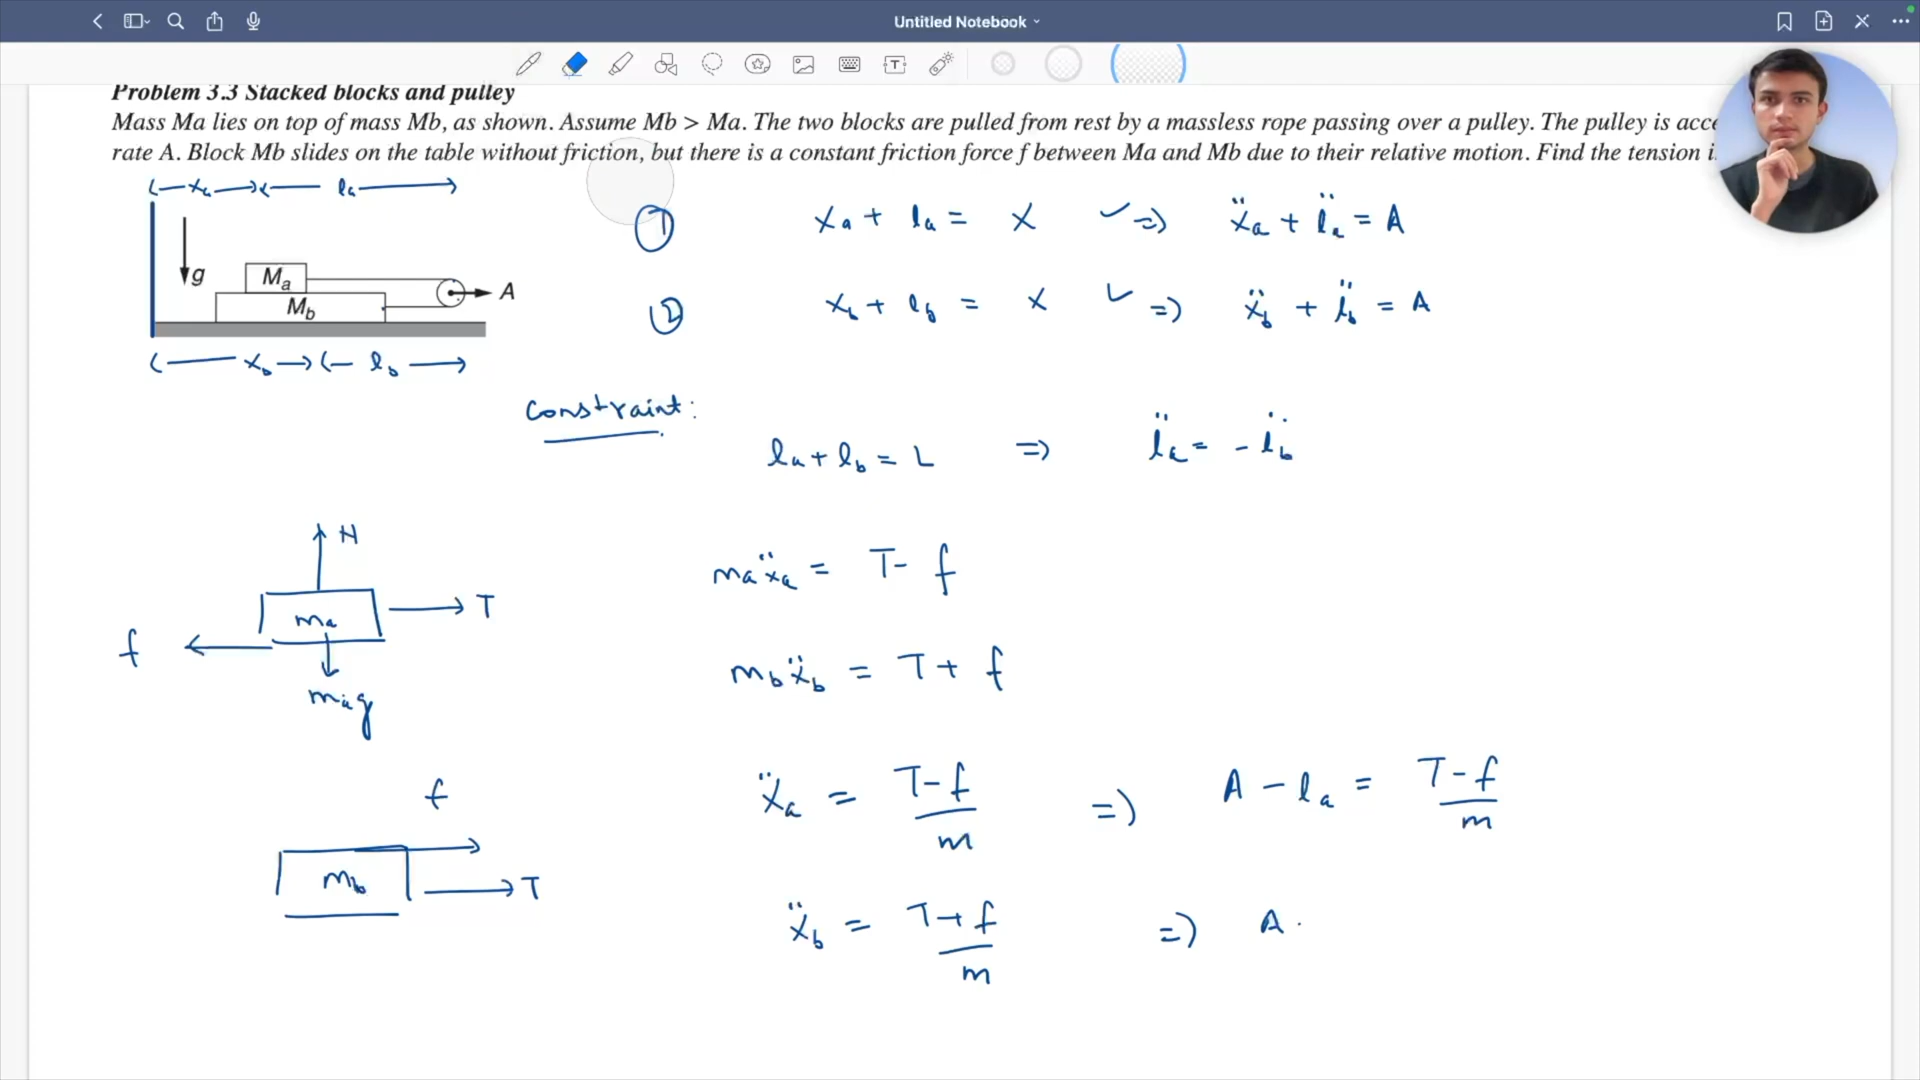 Untitled Notebook
Problem 3.3 Stacked blocks and pulley
Mass Ma lies on top of mass Mb, as shown. Assume Mb > Ma. The two blocks are pulled from rest by a massless rope passing over a pulley. The pulley is acce
rate A. Block Mb slides on the table without friction, but there is a constant friction force f between Ma and Mb due to their relative motion. Find the tension i
xa la
① xa + la = x ✓ => ẍa + l̈a = A
g
Ma
Mb
A
② xb + lb = x ✓ => ẍb + l̈b = A
xb lb
Constraint:
la + lb = L => l̈a = - l̈b
N
ma ẍa = T - f
ma
T
f
mb ẍb = T + f
mag
ẍa = T-f/m => A - la = T-f/m
f
mb
T
ẍb = T+f/m => A